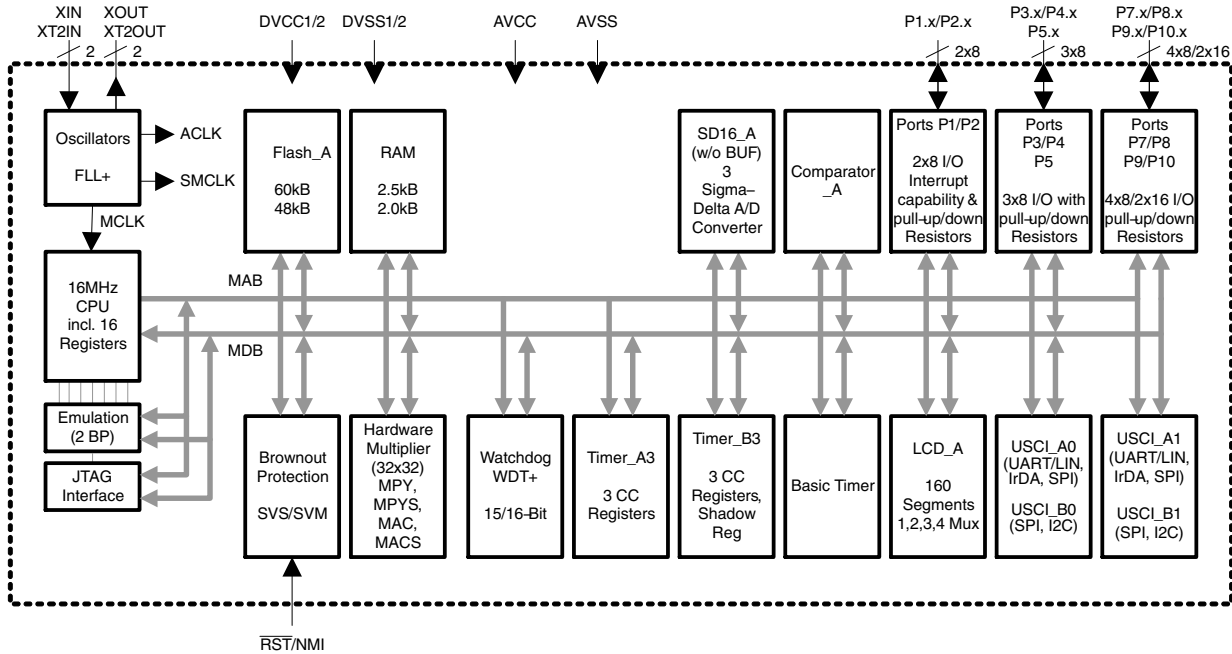 XIN
XT2IN
2
XOUT
XT2OUT
2
DVCC1/2
DVSS1/2
AVCC
AVSS
P1.x/P2.x
2x8
P3.x/P4.x
P5.x
3x8
P7.x/P8.x
P9.x/P10.x
4x8/2x16
Oscillators
FLL+
ACLK
SMCLK
MCLK
Flash_A
60kB
48kB
RAM
2.5kB
2.0kB
SD16_A
(w/o BUF)
3
Sigma–
Delta A/D
Converter
Comparator
_A
Ports P1/P2
2x8 I/O
Interrupt
capability &
pull–up/down
Resistors
Ports
P3/P4
P5
3x8 I/O with
pull–up/down
Resistors
Ports
P7/P8
P9/P10
4x8/2x16 I/O
pull–up/down
Resistors
16MHz
CPU
incl. 16
Registers
MAB
MDB
Emulation
(2 BP)
JTAG
Interface
Brownout
Protection
SVS/SVM
Hardware
Multiplier
(32x32)
MPY,
MPYS,
MAC,
MACS
Watchdog
WDT+
15/16–Bit
Timer_A3
3 CC
Registers
Timer_B3
3 CC
Registers,
Shadow
Reg
Basic Timer
LCD_A
160
Segments
1,2,3,4 Mux
USCI_A0
(UART/LIN,
IrDA, SPI)
USCI_B0
(SPI, I2C)
USCI_A1
(UART/LIN,
IrDA, SPI)
USCI_B1
(SPI, I2C)
RST/NMI